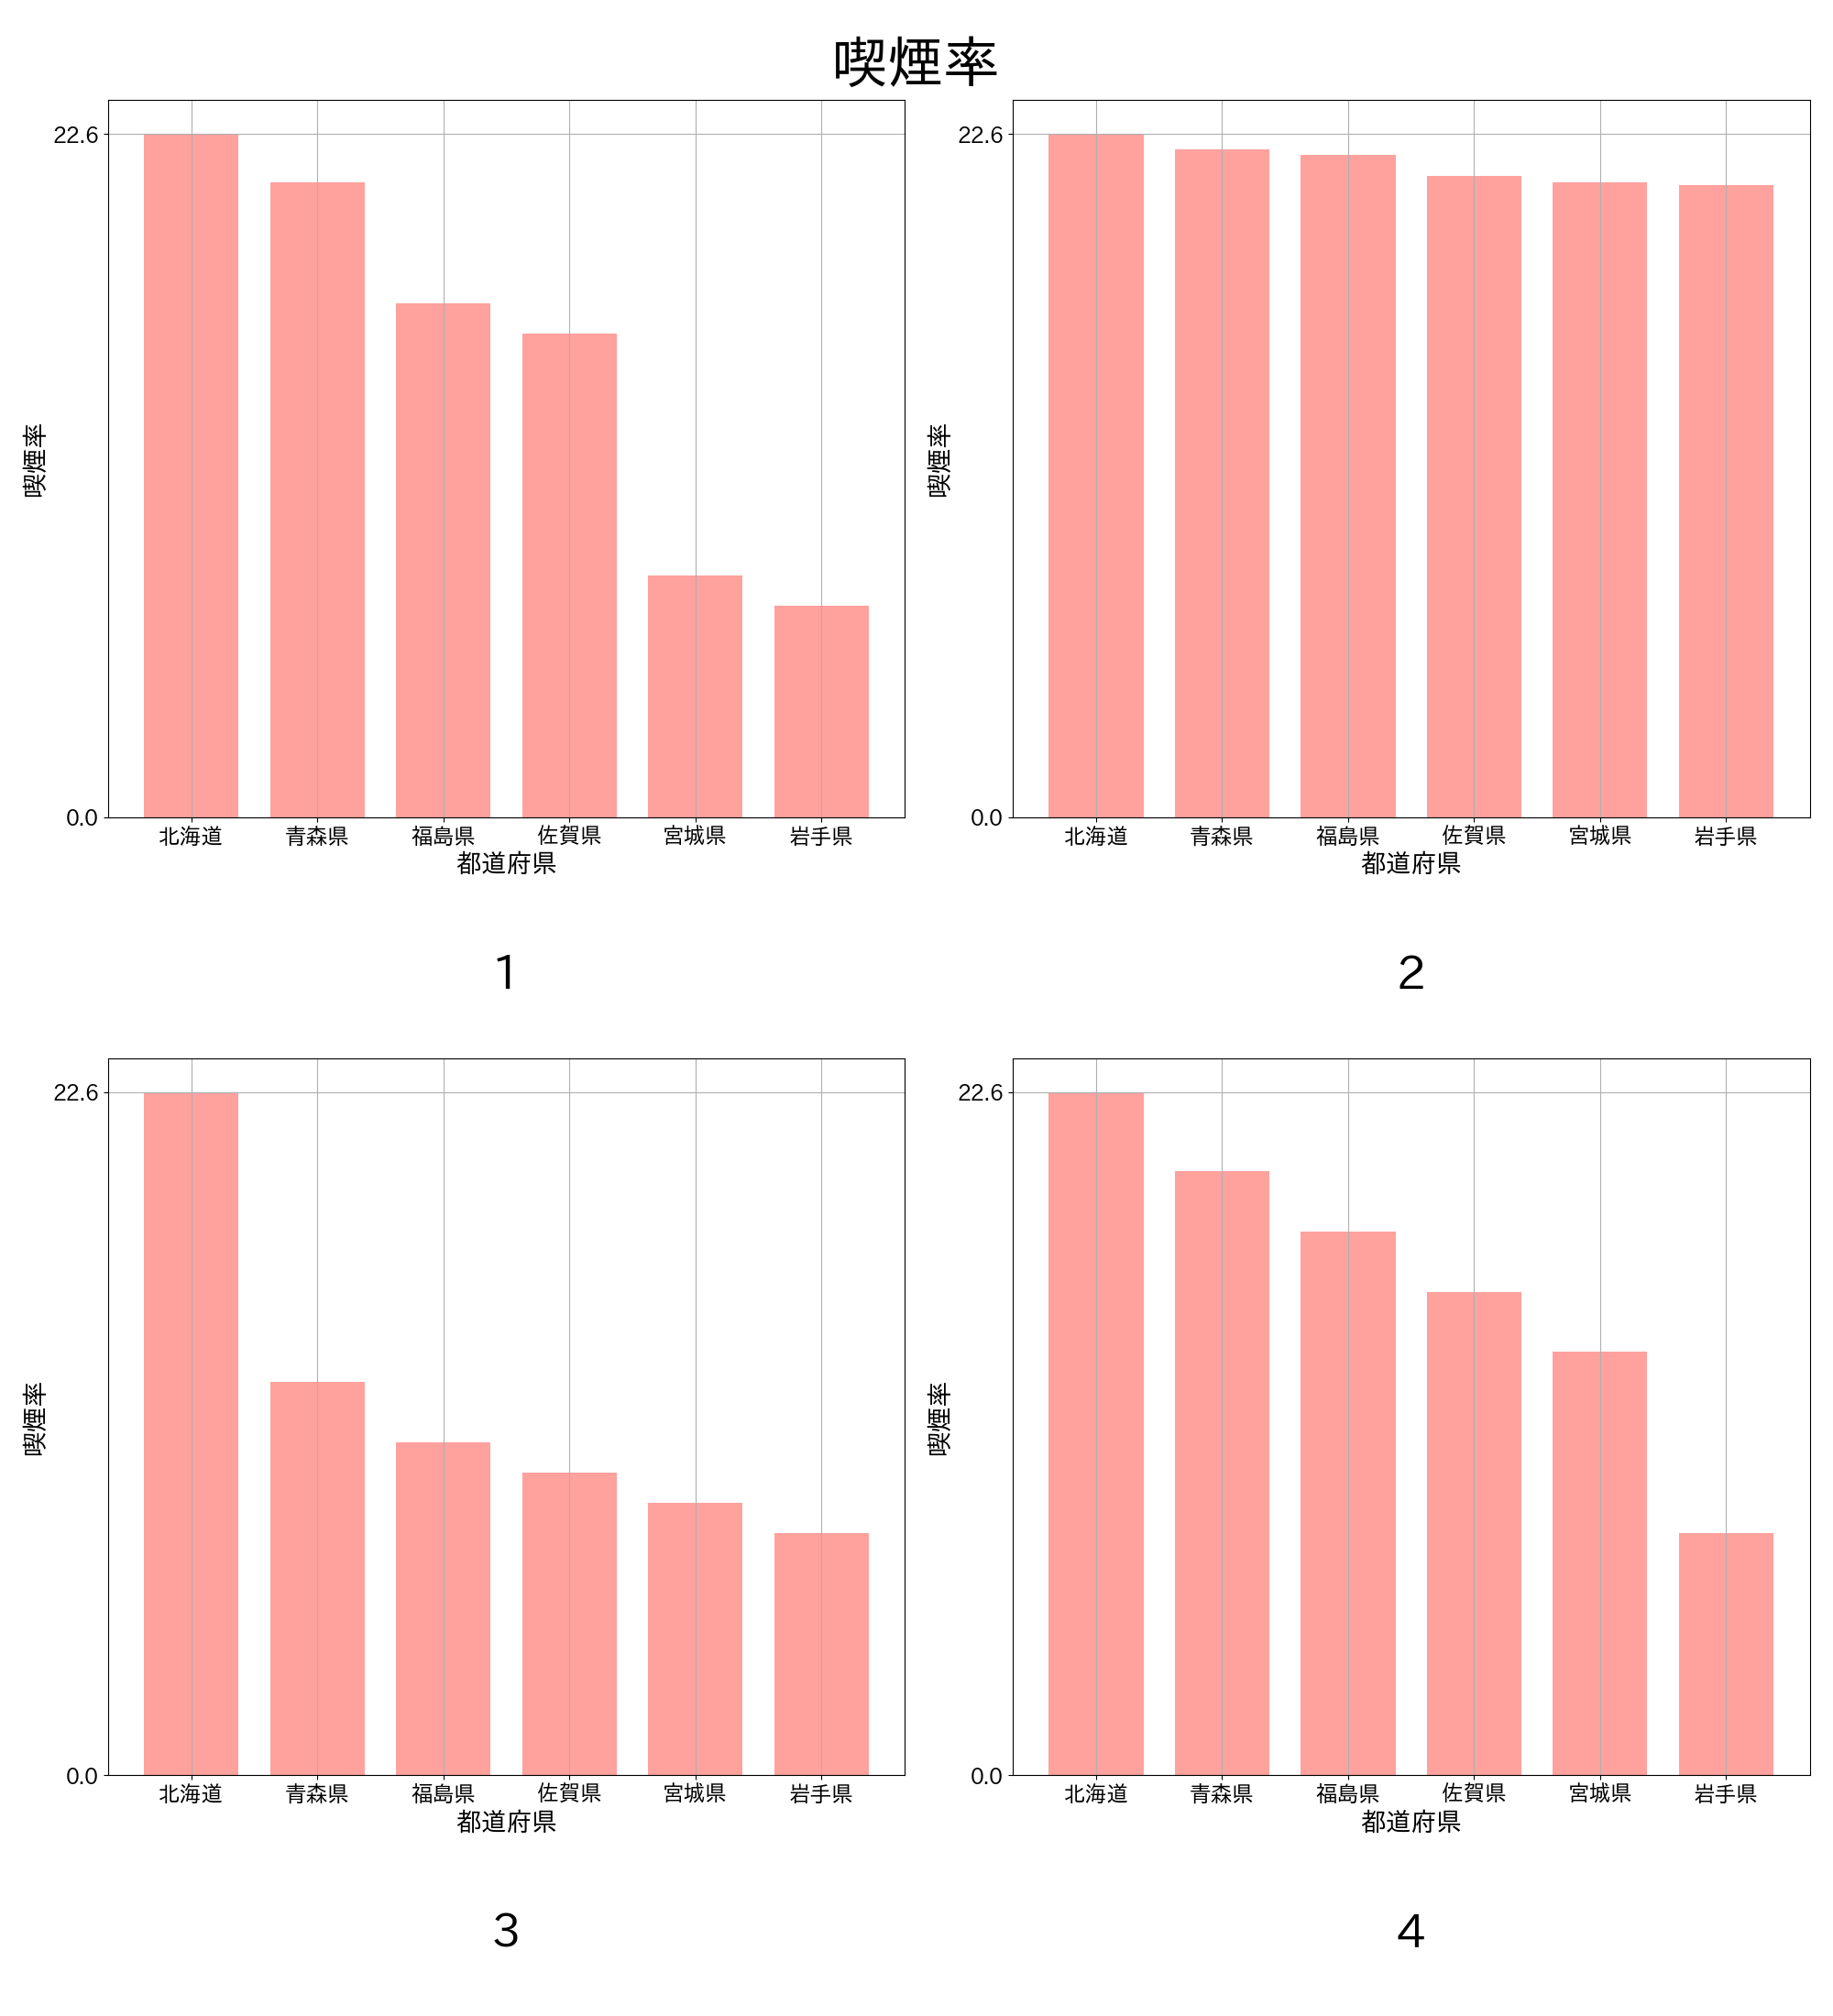 喫煙率
22.6
喫煙率
0.0
北海道 青森県 福島県 佐賀県 宮城県 岩手県
都道府県
1
22.6
喫煙率
0.0
北海道 青森県 福島県 佐賀県 宮城県 岩手県
都道府県
2
22.6
喫煙率
0.0
北海道 青森県 福島県 佐賀県 宮城県 岩手県
都道府県
3
22.6
喫煙率
0.0
北海道 青森県 福島県 佐賀県 宮城県 岩手県
都道府県
4